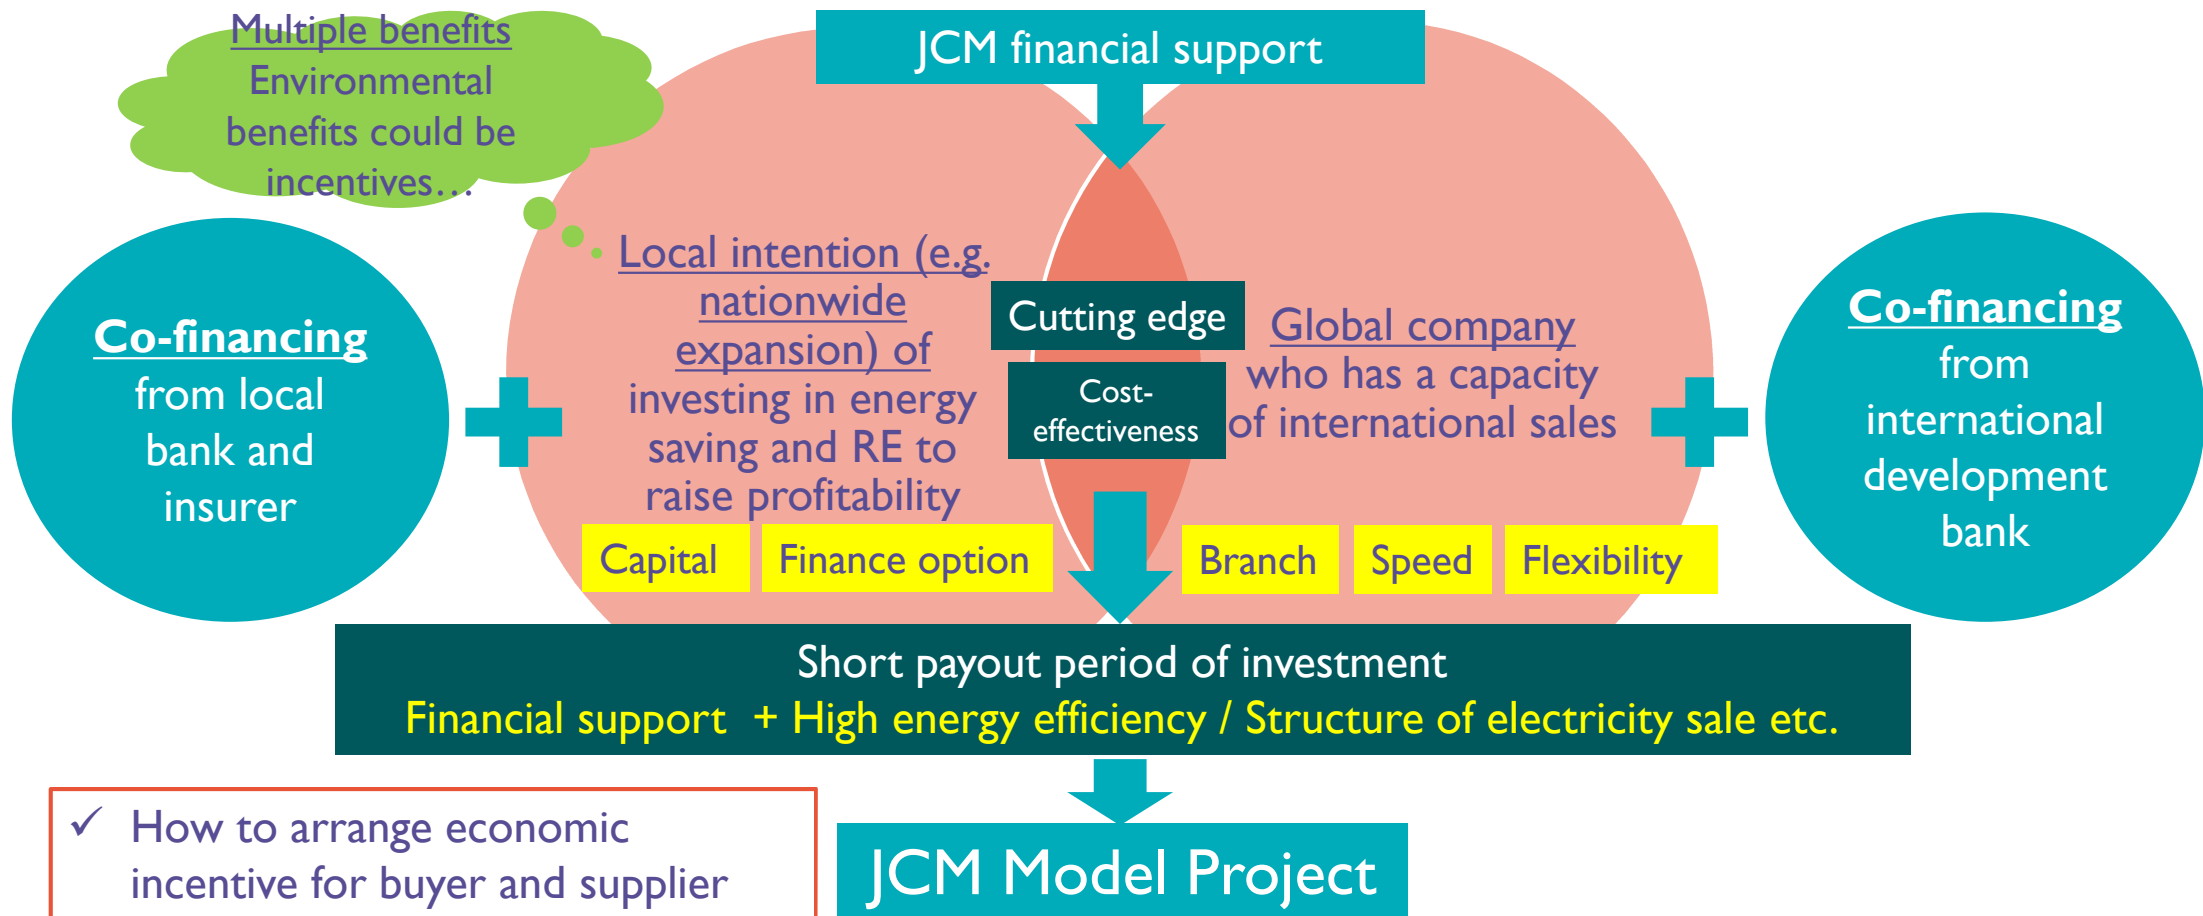 Multiple benefits
Environmental
benefits could be
incentives…
JCM financial support
Co-financing
from local
bank and
insurer
Local intention (e.g.
nationwide
expansion) of
investing in energy
saving and RE to
raise profitability
Cutting edge
Cost-
effectiveness
Global company
who has a capacity
of international sales
Co-financing
from
international
development
bank
Capital
Finance option
Branch
Speed
Flexibility
Short payout period of investment
Financial support + High energy efficiency / Structure of electricity sale etc.
✓ How to arrange economic
incentive for buyer and supplier
JCM Model Project